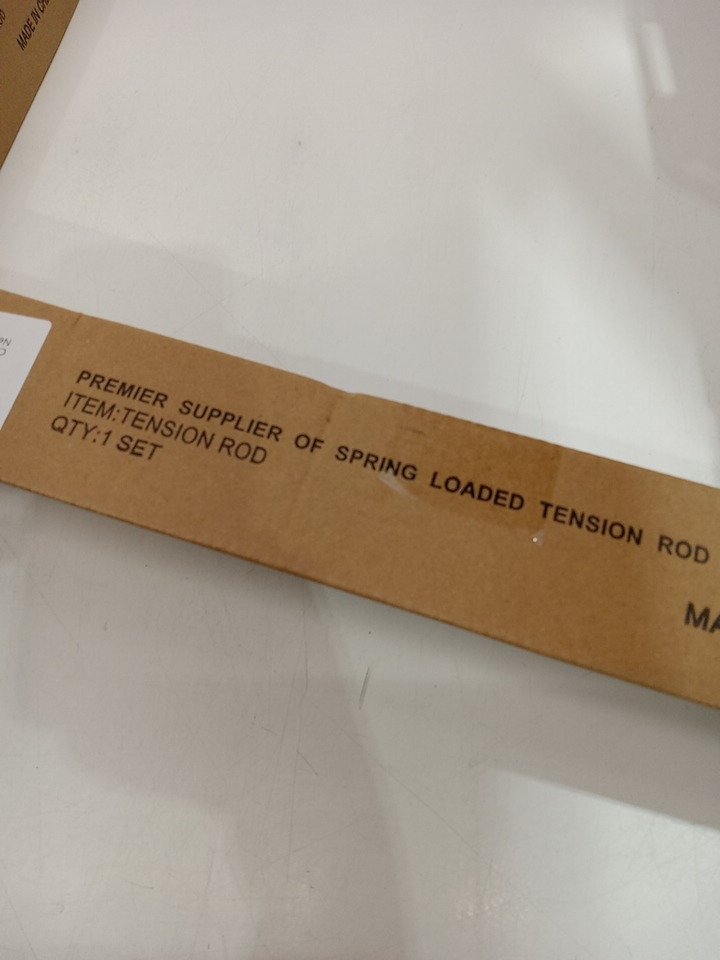 MADE IN CH
PREMIER SUPPLIER OF SPRING LOADED TENSION ROD
ITEM:TENSION ROD
QTY:1 SET
MA